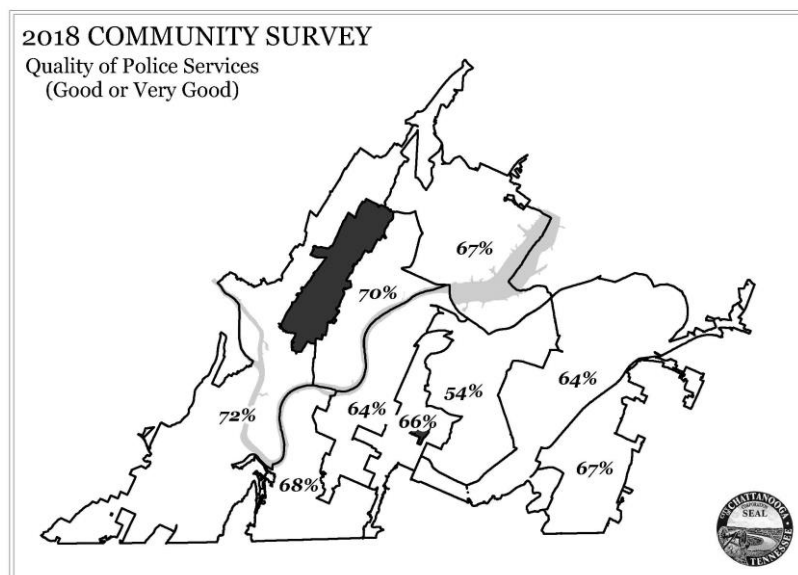 2018 COMMUNITY SURVEY
Quality of Police Services
(Good or Very Good)
67%
70%
54%
64%
72%
64%
66%
68%
67%
CHATTANOOGA
SEAL
TENNESSEE